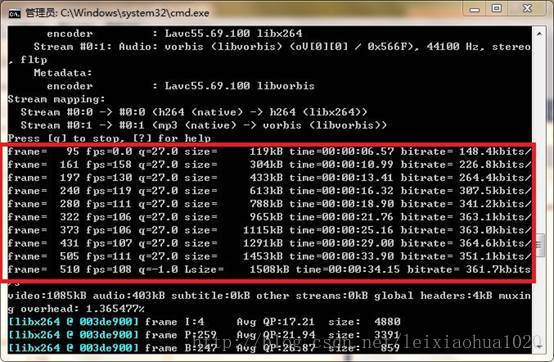 管理员: C:\Windows\system32\cmd.exe
encoder : Lavc55.69.100 libx264
Stream #0:1: Audio: vorbis (libvorbis) (oV[0][0] / 0x566F), 44100 Hz, stereo
, fltp
Metadata:
encoder : Lavc55.69.100 libvorbis
Stream mapping:
Stream #0:0 -> #0:0 (h264 (native) -> h264 (libx264))
Stream #0:1 -> #0:1 (mp3 (native) -> vorbis (libvorbis))
Press [q] to stop, [?] for help
frame= 95 fps=0.0 q=27.0 size= 119kB time=00:00:06.57 bitrate= 148.4kbits/
frame= 161 fps=158 q=27.0 size= 304kB time=00:00:10.99 bitrate= 226.8kbits/
frame= 197 fps=130 q=27.0 size= 433kB time=00:00:13.41 bitrate= 264.4kbits/
frame= 240 fps=119 q=27.0 size= 613kB time=00:00:16.32 bitrate= 307.5kbits/
frame= 280 fps=111 q=27.0 size= 788kB time=00:00:18.90 bitrate= 341.2kbits/
frame= 322 fps=106 q=27.0 size= 965kB time=00:00:21.76 bitrate= 363.1kbits/
frame= 373 fps=106 q=27.0 size= 1115kB time=00:00:25.16 bitrate= 363.0kbits/
frame= 431 fps=107 q=27.0 size= 1291kB time=00:00:29.00 bitrate= 364.6kbits/
frame= 505 fps=111 q=27.0 size= 1453kB time=00:00:33.90 bitrate= 351.1kbits/
frame= 510 fps=108 q=-1.0 Lsize= 1508kB time=00:00:34.15 bitrate= 361.7kbits
/s
video:1085kB audio:403kB subtitle:0kB other streams:0kB global headers:4kB muxin
g overhead: 1.365477%
[libx264 @ 003de900] frame I:4 Avg QP:17.21 size: 4880
[libx264 @ 003de900] frame P:259 Avg QP:21.94 size: 3391
[libx264 @ 003de900] frame B:247 Avg QP:26.87 size: 859
http://blog.csdn.net/leixiaohua1020